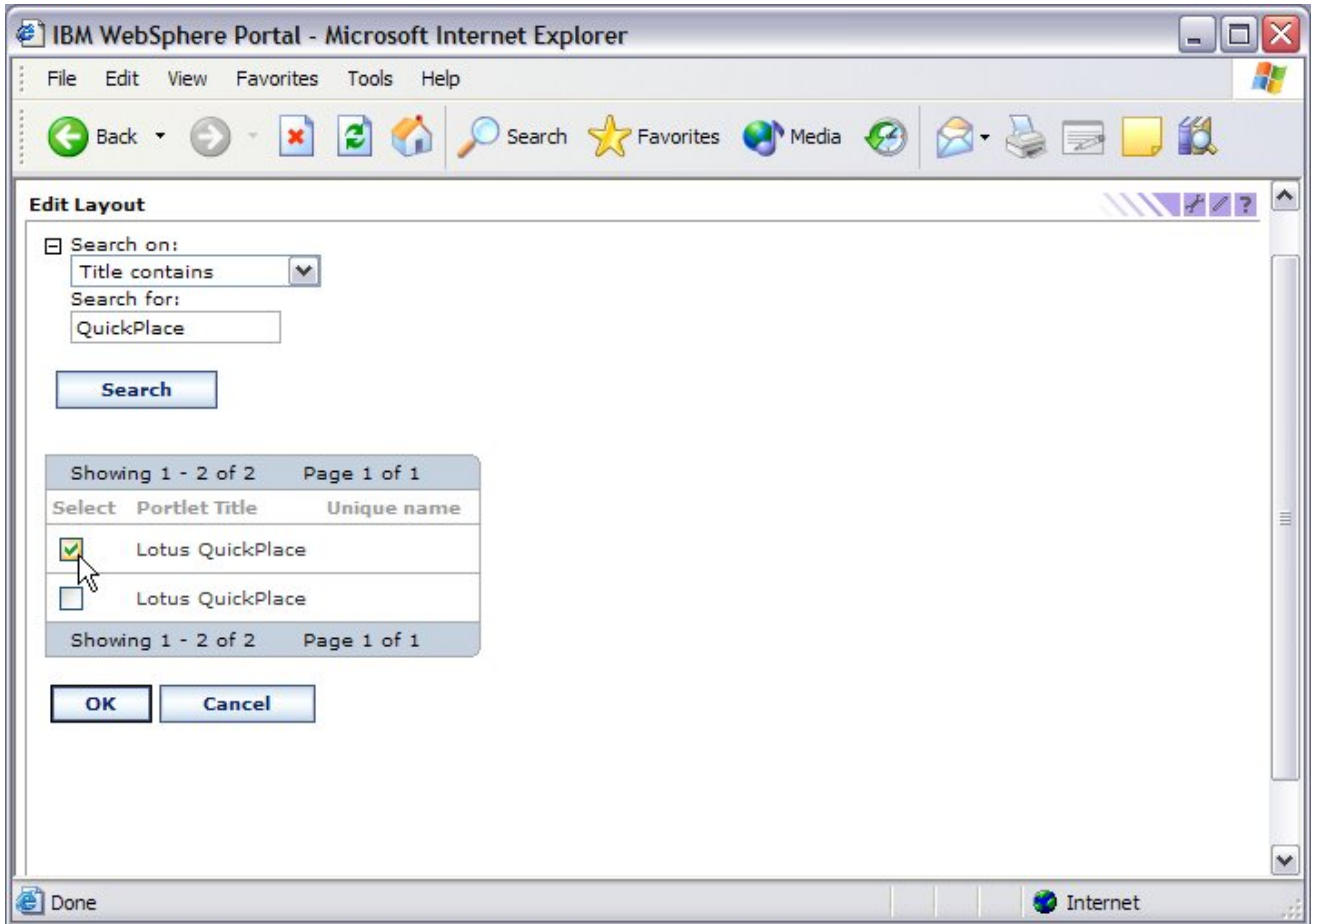 IBM WebSphere Portal - Microsoft Internet Explorer
File Edit View Favorites Tools Help
Back Search Favorites Media
Edit Layout ?
Search on:
Title contains
Search for:
QuickPlace
Search
Showing 1 - 2 of 2 Page 1 of 1
Select Portlet Title Unique name
Lotus QuickPlace
Lotus QuickPlace
Showing 1 - 2 of 2 Page 1 of 1
OK Cancel
Done Internet